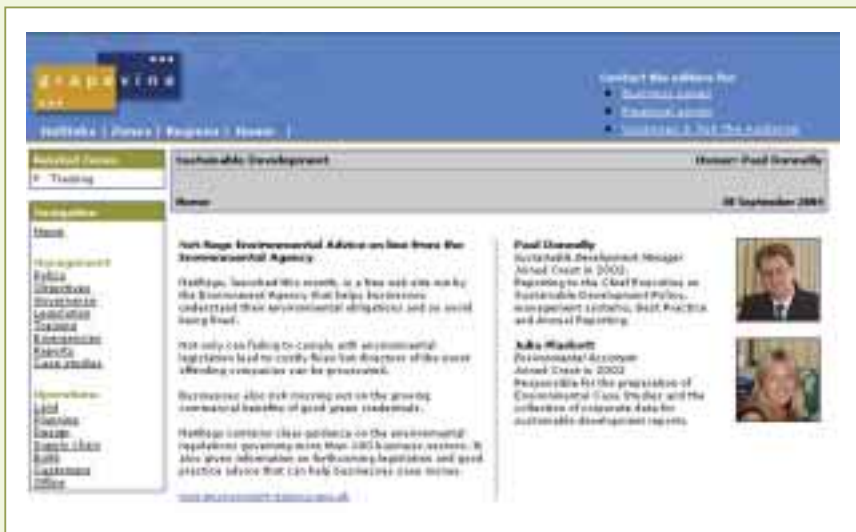 grapevine
Contact the editors for:
NetRegs | Zones | Regions | Home |
Related Zones
Training
Sustainable Development
Owner: Paul Donnelly
Home
30 September 2004
Navigation
Home
Management
Policy
Objectives
Governance
Legislation
Training
Emergencies
Reports
Case studies
Operations
Land
Planning
Design
Supply Chain
Build
Customers
Office
Net Regs Environmental Advice on line from the
Environmental Agency
NetRegs, launched this month, is a free web site run by
the Environment Agency that helps businesses
understand their environmental obligations and so avoid
being fined.
Not only can failing to comply with environmental
legislation lead to costly fines but directors of the worst
offending companies can be prosecuted.
Businesses also risk missing out on the growing
commercial benefits of good green credentials.
NetRegs contains clear guidance on the environmental
regulations governing more than 100 business sectors. It
also gives information on forthcoming legislation and good
practice advice that can help businesses save money.
Paul Donnelly
Sustainable Development Manager
Joined Crest in 2002.
Reporting to the Chief Executive on
Sustainable Development Policy,
management systems, Best Practice
and Annual Reporting.
Environmental Assistant
Joined Crest in 2002
Responsible for the preparation of
Environmental Case Studies and the
collection of corporate data for
sustainable development reports.